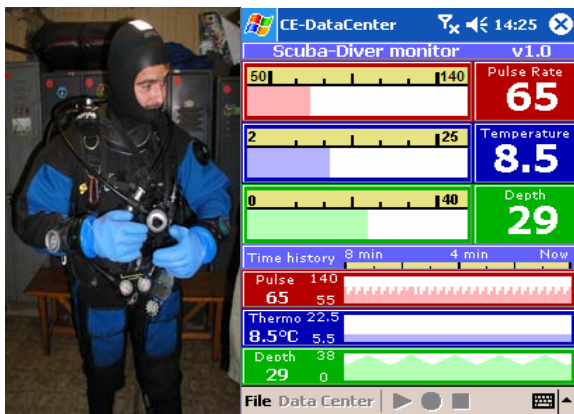 CE-DataCenter 14:25
Scuba-Diver monitor v1.0
50 140
Pulse Rate
65
2 25
Temperature
8.5
0 40
Depth
29
Time history 8 min 4 min Now
Pulse 140
65 55
Thermo 22.5
8.5°C 5.5
Depth 38
29 0
File Data Center